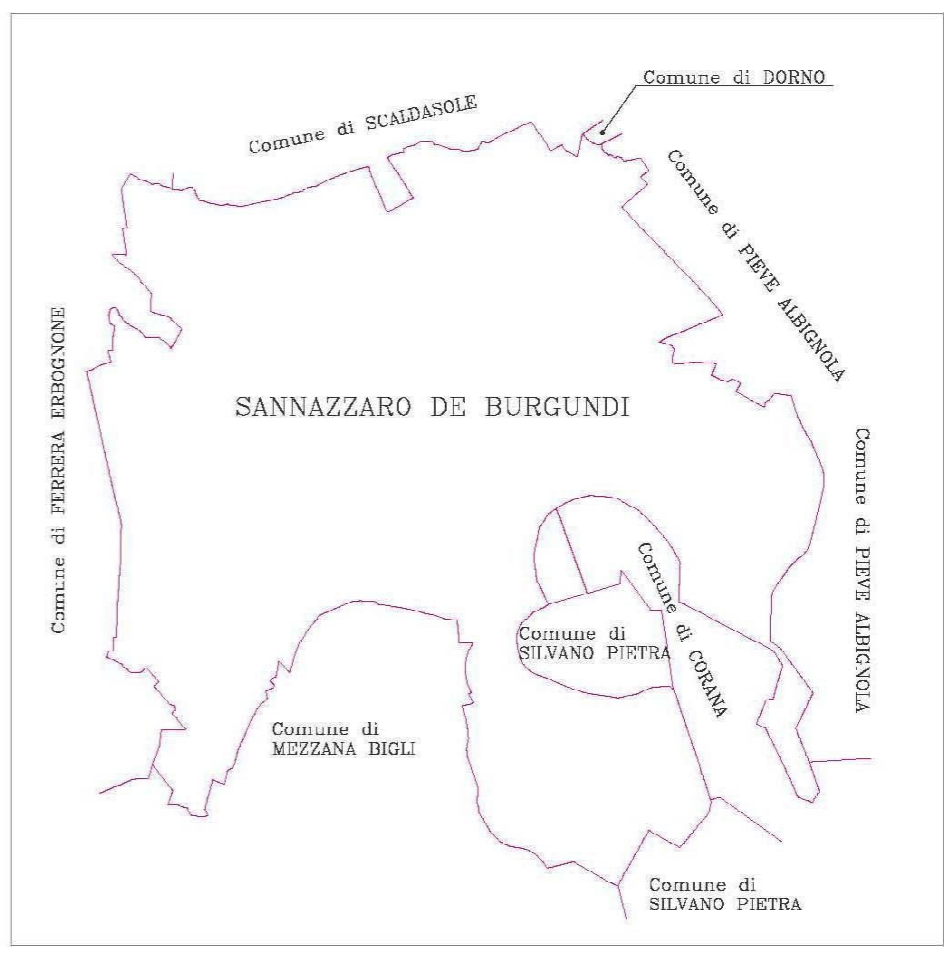 Comune di DORNO
Comune di SCALDASOLE
Comune di PIEVE ALBIGNOLA
Comune di FERRERA ERBOGNONE
SANNAZZARO DE BURGUNDI
Comune di PIEVE ALBIGNOLA
Comune di CORANA
Comune di
SILVANO PIETRA
Comune di
MEZZANA BIGLI
Comune di
SILVANO PIETRA